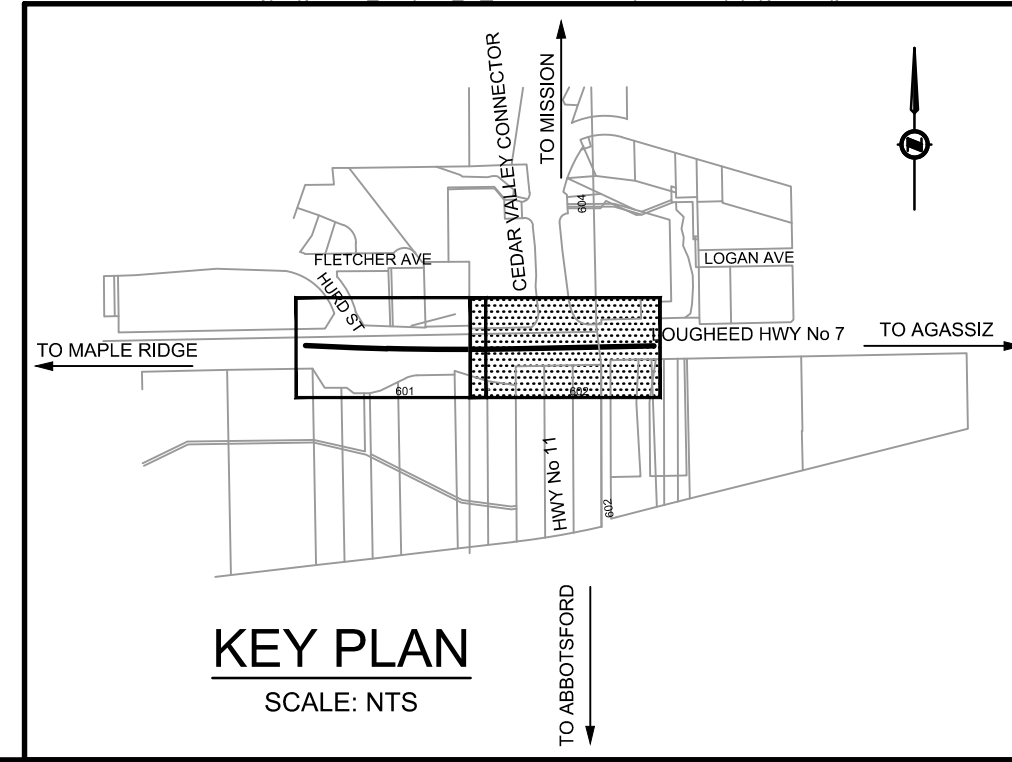 TO MISSION
CEDAR VALLEY CONNECTOR
604
FLETCHER AVE
LOGAN AVE
HURD ST
TO MAPLE RIDGE
OUGHEED HWY No 7
TO AGASSIZ
601
602
HWY No 11
602
KEY PLAN
SCALE: NTS
TO ABBOTSFORD